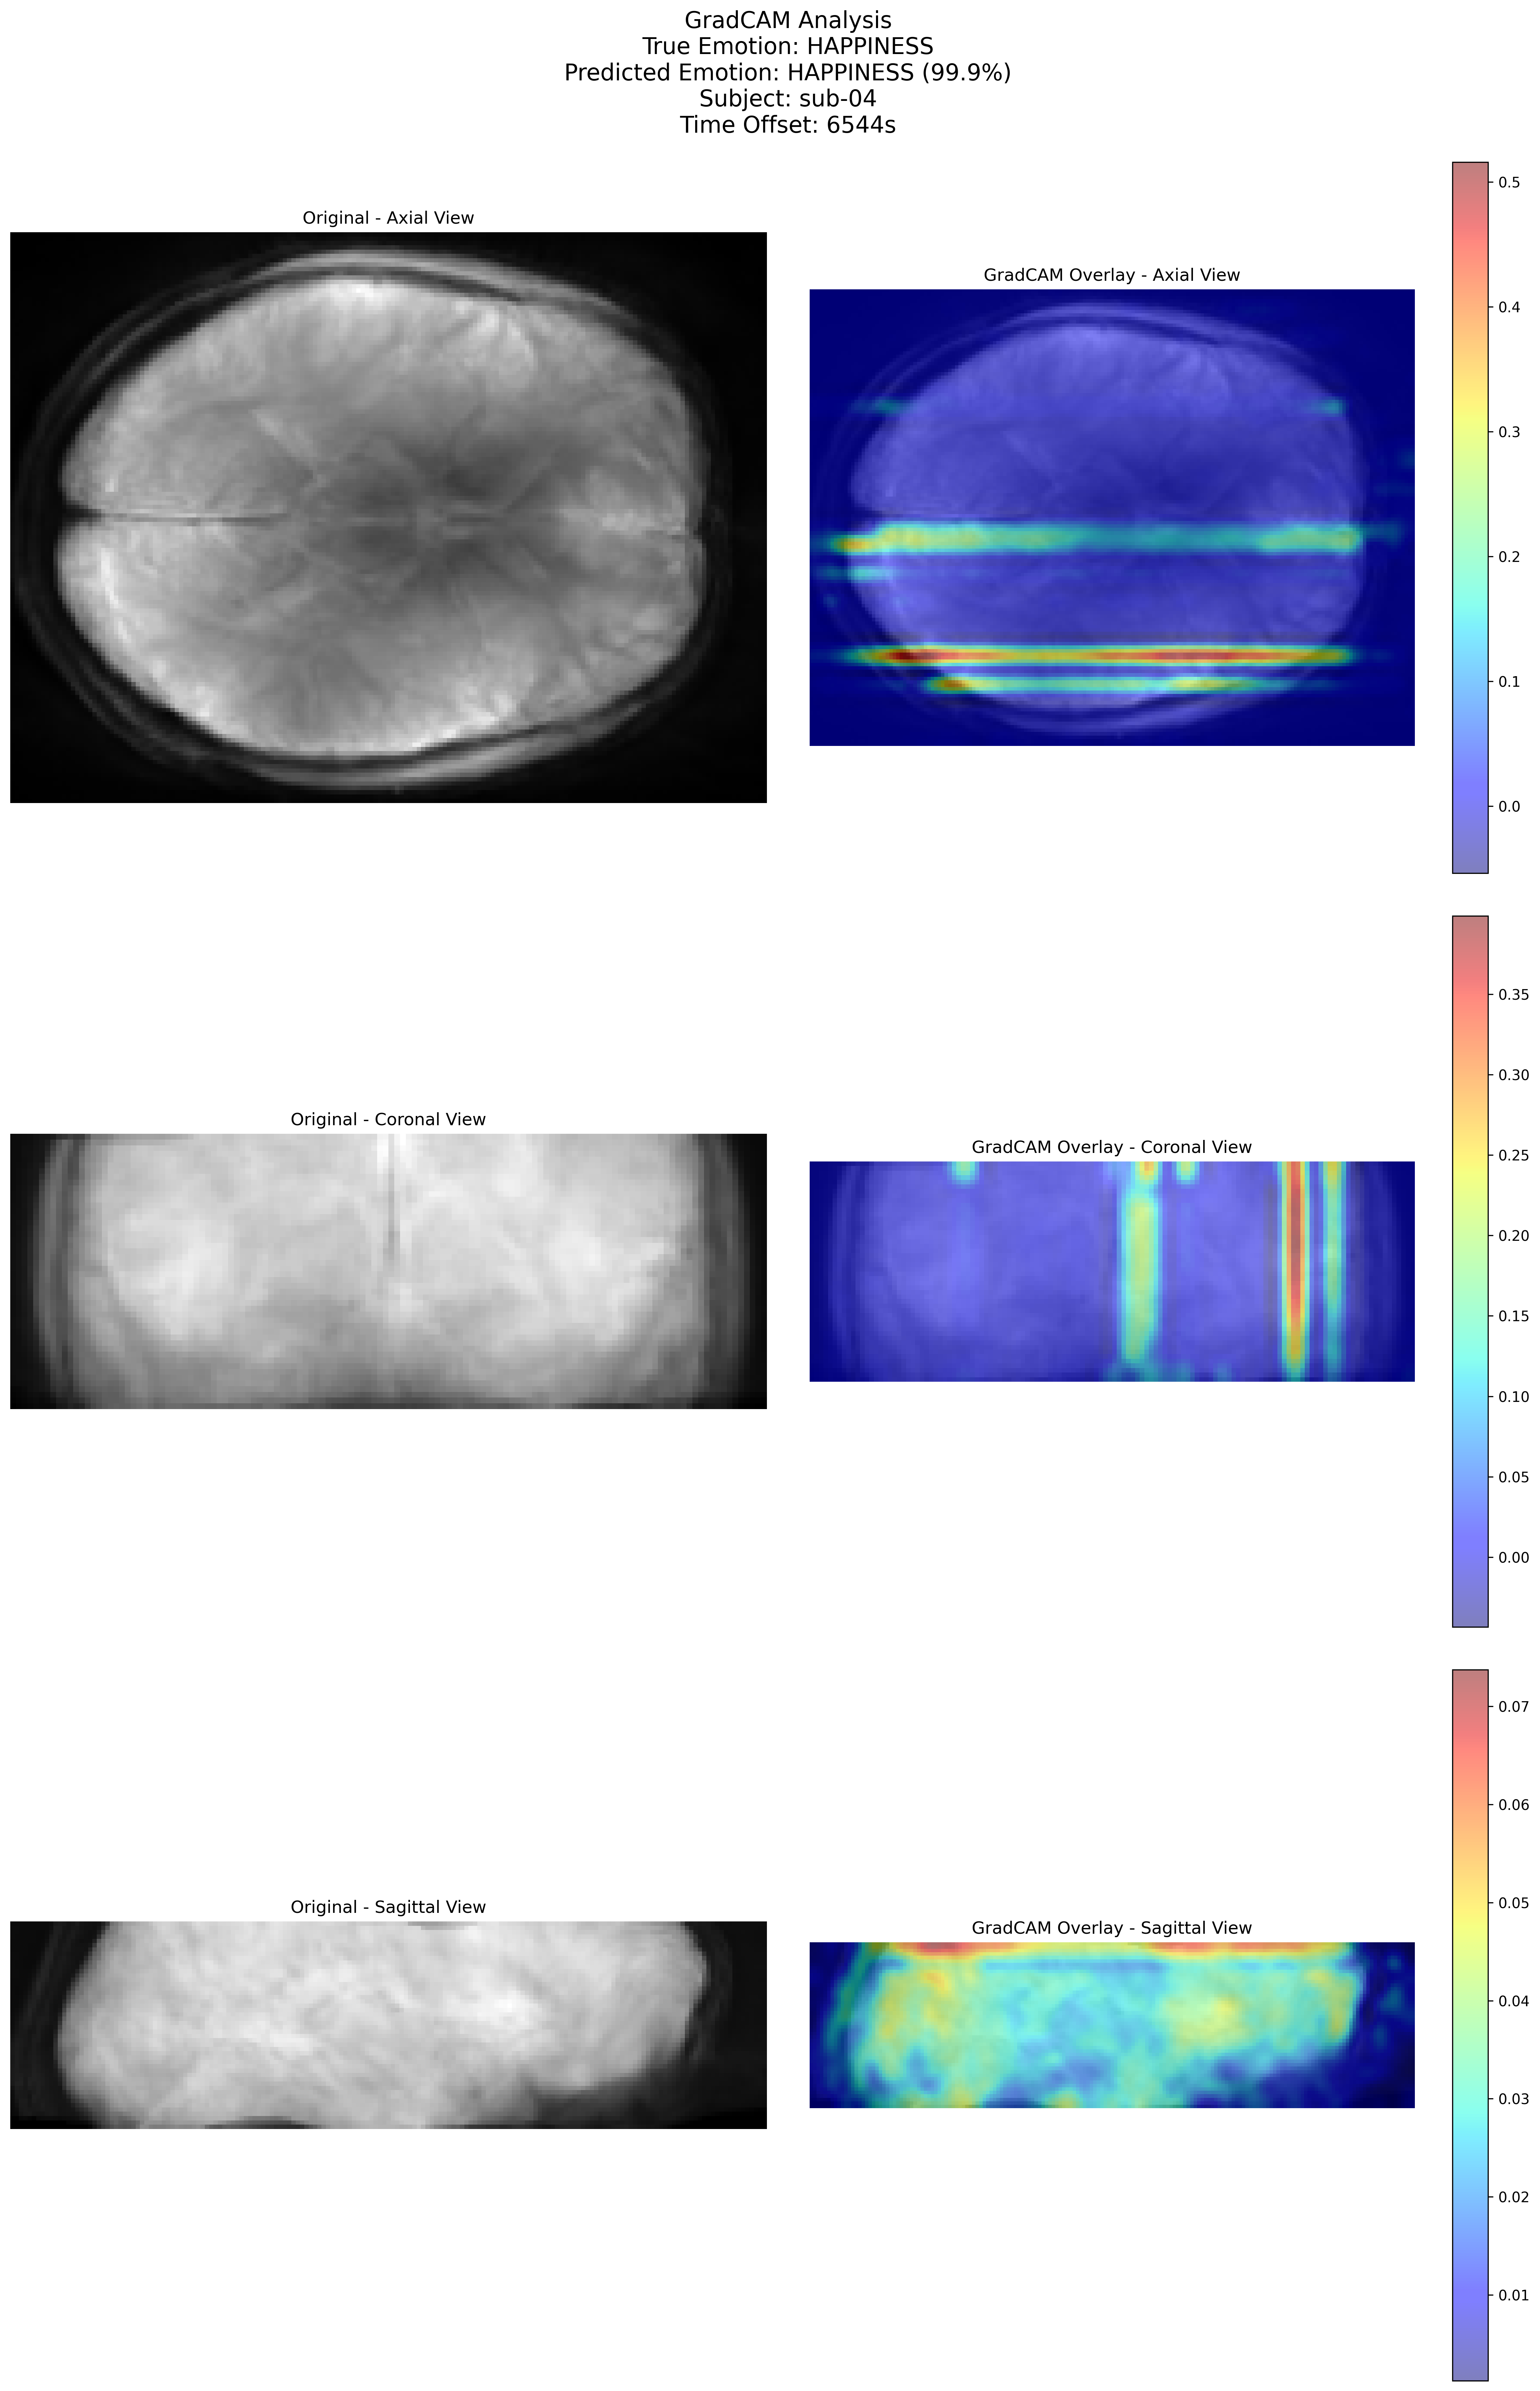 GradCAM Analysis
True Emotion: HAPPINESS
Predicted Emotion: HAPPINESS (99.9%)
Subject: sub-04
Time Offset: 6544s
Original - Axial View
GradCAM Overlay - Axial View
0.5
0.4
0.3
0.2
0.1
0.0
Original - Coronal View
GradCAM Overlay - Coronal View
0.35
0.30
0.25
0.20
0.15
0.10
0.05
0.00
Original - Sagittal View
GradCAM Overlay - Sagittal View
0.07
0.06
0.05
0.04
0.03
0.02
0.01